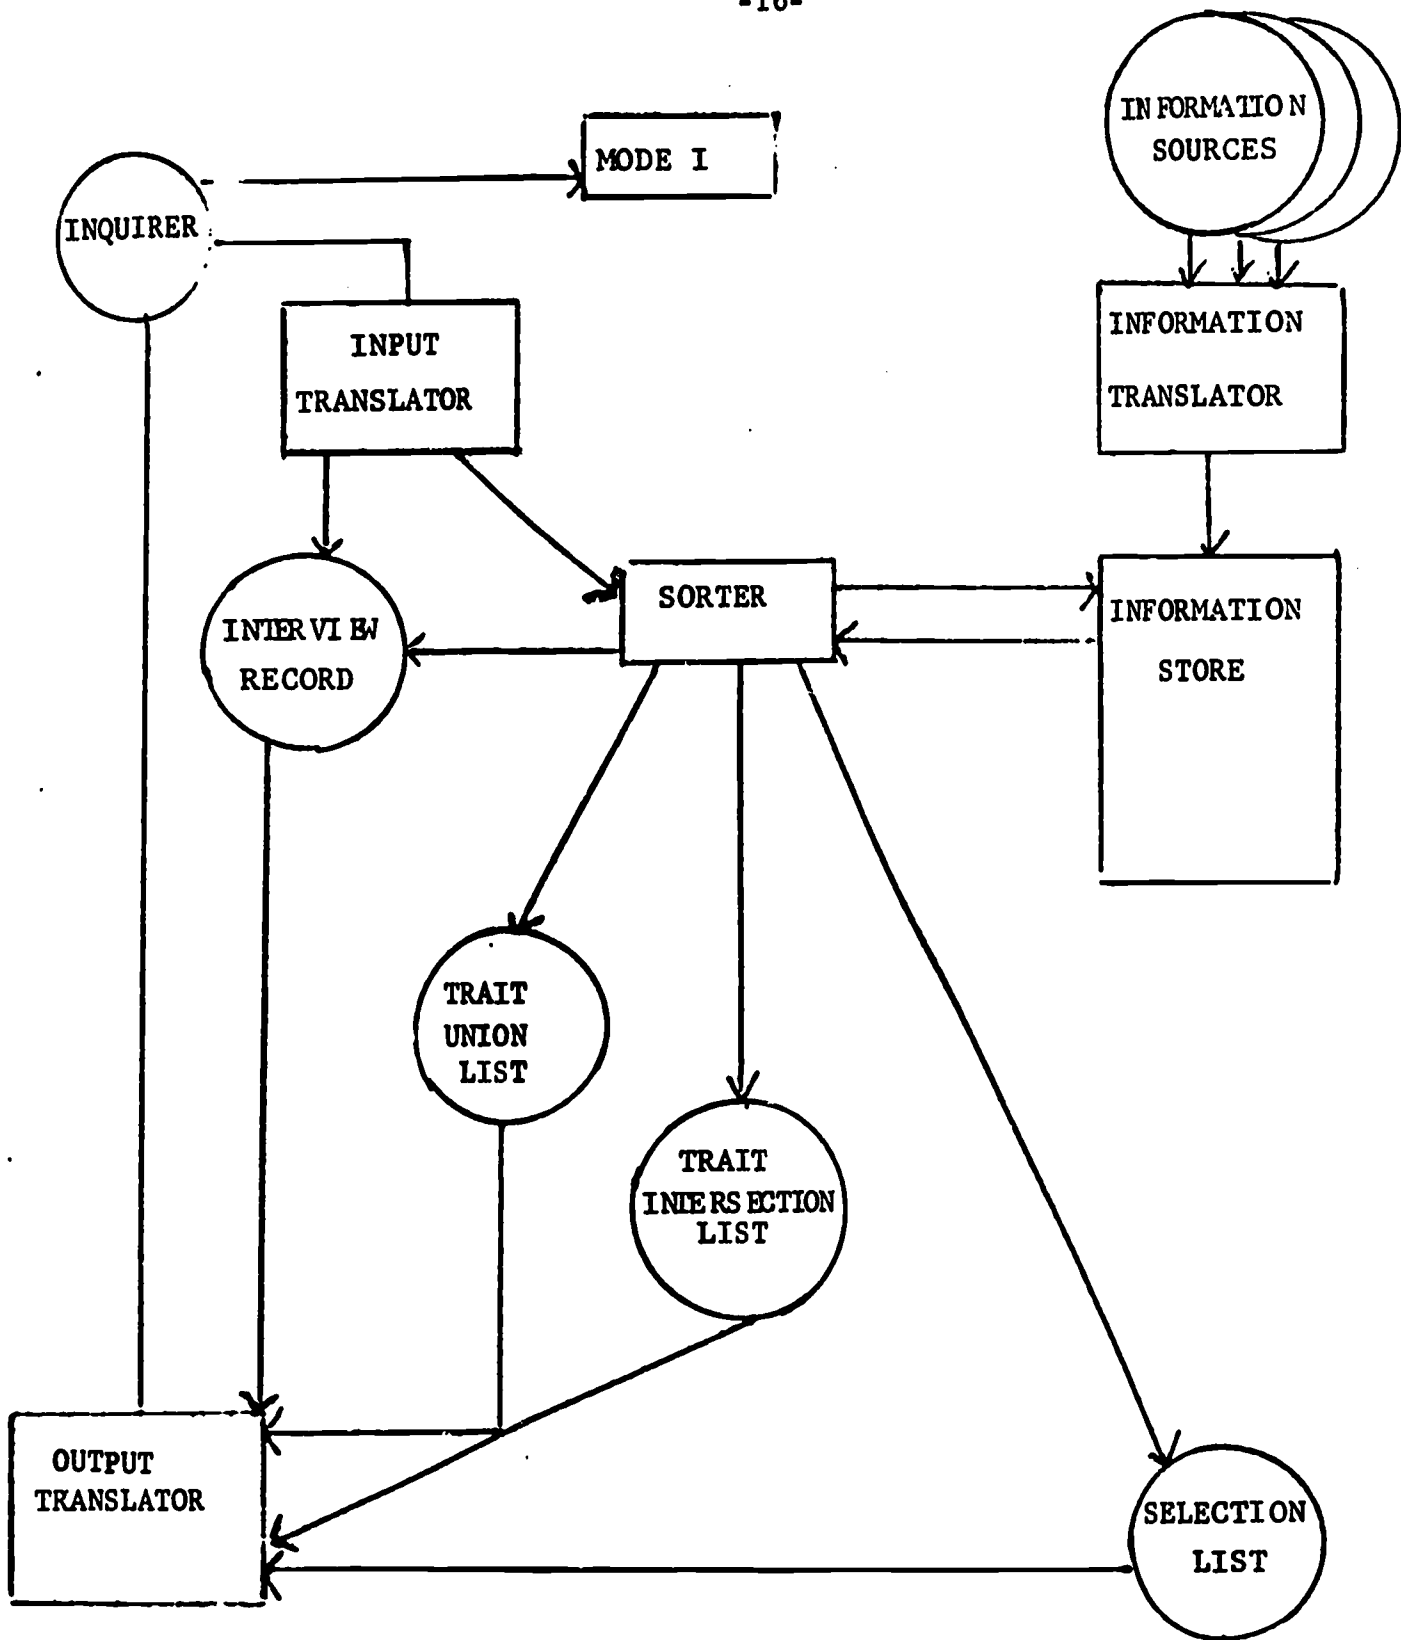 -16-
INFORMATION
SOURCES
MODE I
INQUIRER
INPUT
TRANSLATOR
INFORMATION
TRANSLATOR
SORTER
INFORMATION
STORE
INTERVIEW
RECORD
TRAIT
UNION
LIST
TRAIT
INTERSECTION
LIST
OUTPUT
TRANSLATOR
SELECTION
LIST